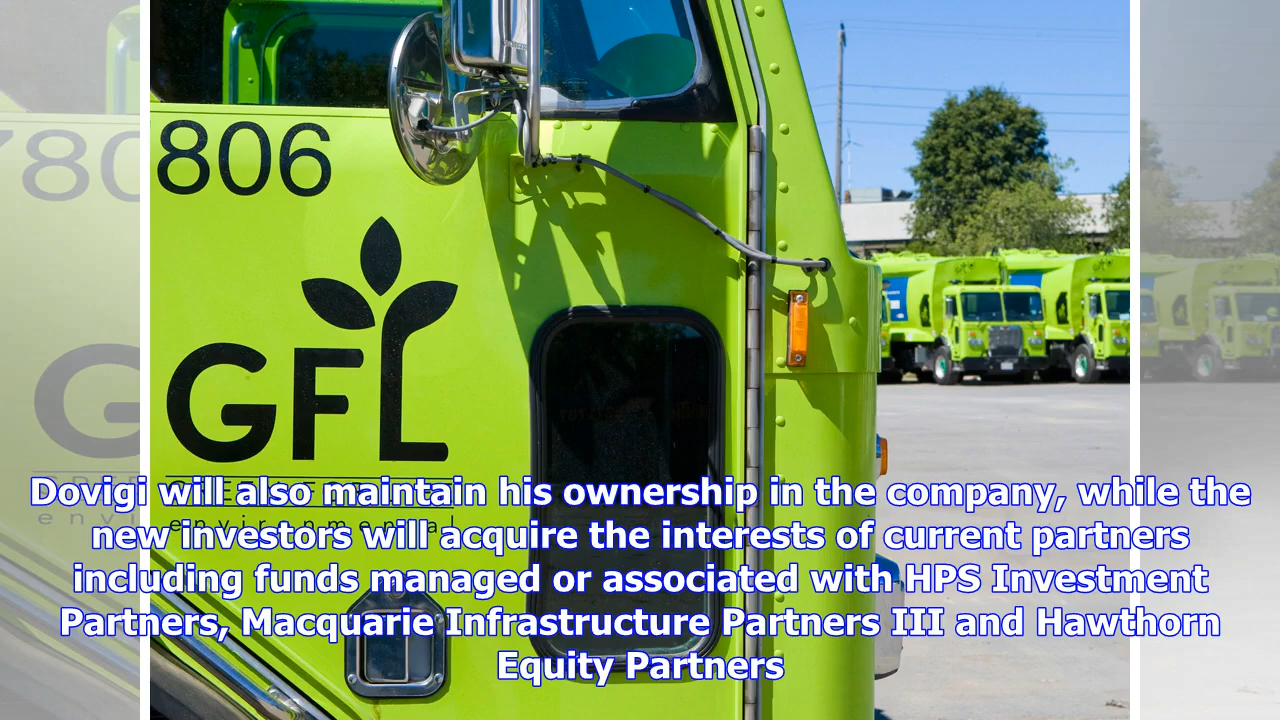 806
GFL
environmental
Dovigi will also maintain his ownership in the company, while the
new investors will acquire the interests of current partners
including funds managed or associated with HPS Investment
Partners, Macquarie Infrastructure Partners III and Hawthorn
Equity Partners